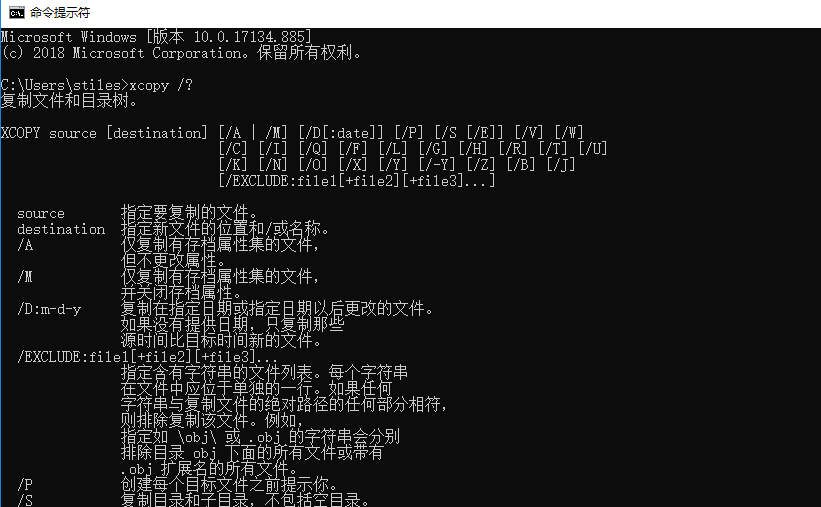 命令提示符
Microsoft Windows [版本 10.0.17134.885]
(c) 2018 Microsoft Corporation。保留所有权利。
C:\Users\stiles>xcopy /?
复制文件和目录树。
XCOPY source [destination] [/A | /M] [/D[:date]] [/P] [/S [/E]] [/V] [/W]
[/C] [/I] [/Q] [/F] [/L] [/G] [/H] [/R] [/T] [/U]
[/K] [/N] [/O] [/X] [/Y] [/-Y] [/Z] [/B] [/J]
[/EXCLUDE:file1[+file2][+file3]...]
source 指定要复制的文件。
destination 指定新文件的位置和/或名称。
/A 仅复制有存档属性集的文件，
但不更改属性。
/M 仅复制有存档属性集的文件，
并关闭存档属性。
/D:m-d-y 复制在指定日期或指定日期以后更改的文件。
如果没有提供日期，只复制那些
源时间比目标时间新的文件。
/EXCLUDE:file1[+file2][+file3]...
指定含有字符串的文件列表。每个字符串
在文件中应位于单独的一行。如果任何
字符串与复制文件的绝对路径的任何部分相符，
则排除复制该文件。例如，
指定如 \obj\ 或 .obj 的字符串会分别
排除目录 obj 下面的所有文件或带有
.obj 扩展名的所有文件。
/P 创建每个目标文件之前提示你。
/S 复制目录和子目录，不包括空目录。